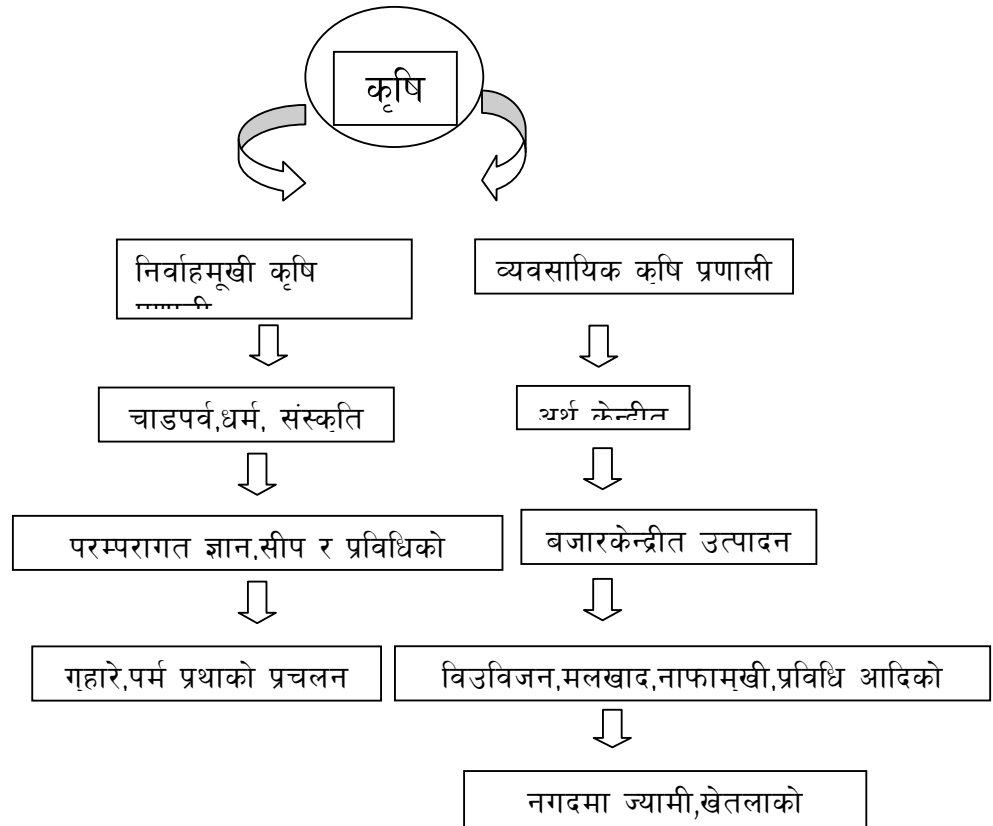 कृषि
निर्वाहमूखी कृषि
व्यवसायिक कृषि प्रणाली
चाडपर्व,धर्म, संस्कृति
अर्थ केन्द्रीत
परम्परागत ज्ञान,सीप र प्रविधिको
बजारकेन्द्रीत उत्पादन
गुहारे,पर्म प्रथाको प्रचलन
विउविजन,मलखाद,नाफामुखी,प्रविधि आदिको
नगदमा ज्यामी,खेतलाको